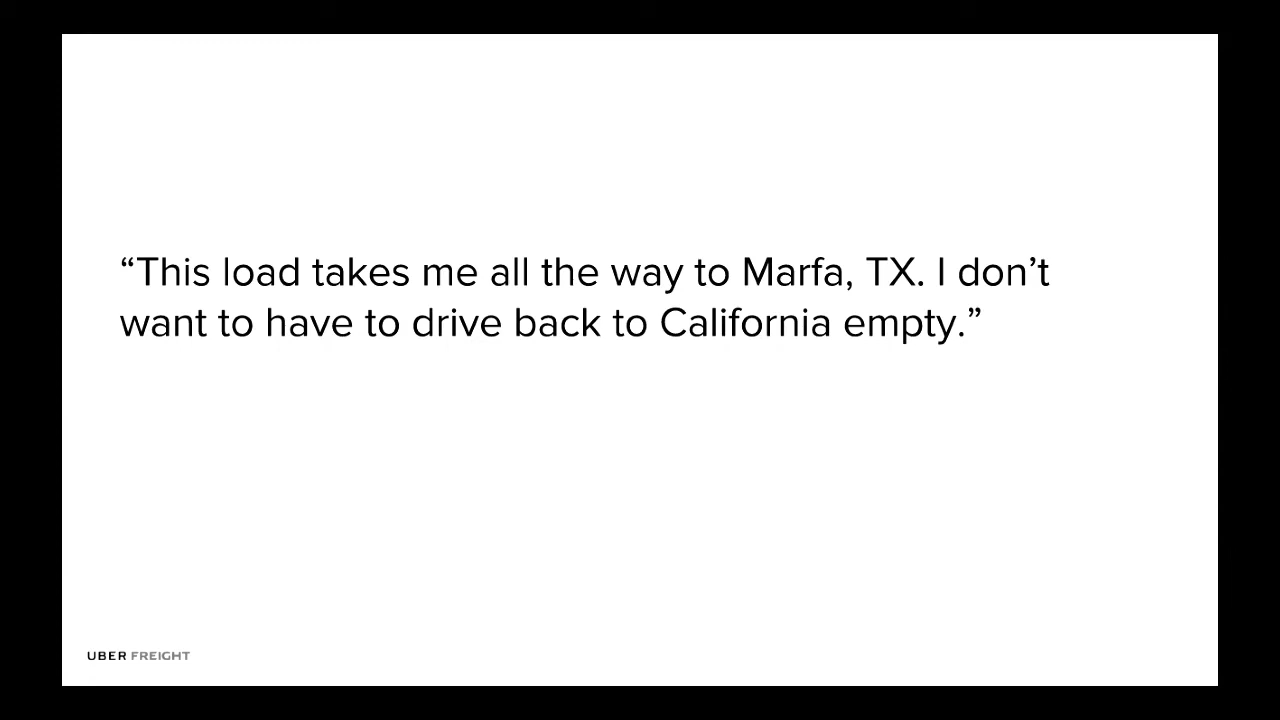 “This load takes me all the way to Marfa, TX. I don’t
want to have to drive back to California empty.”
UBER FREIGHT